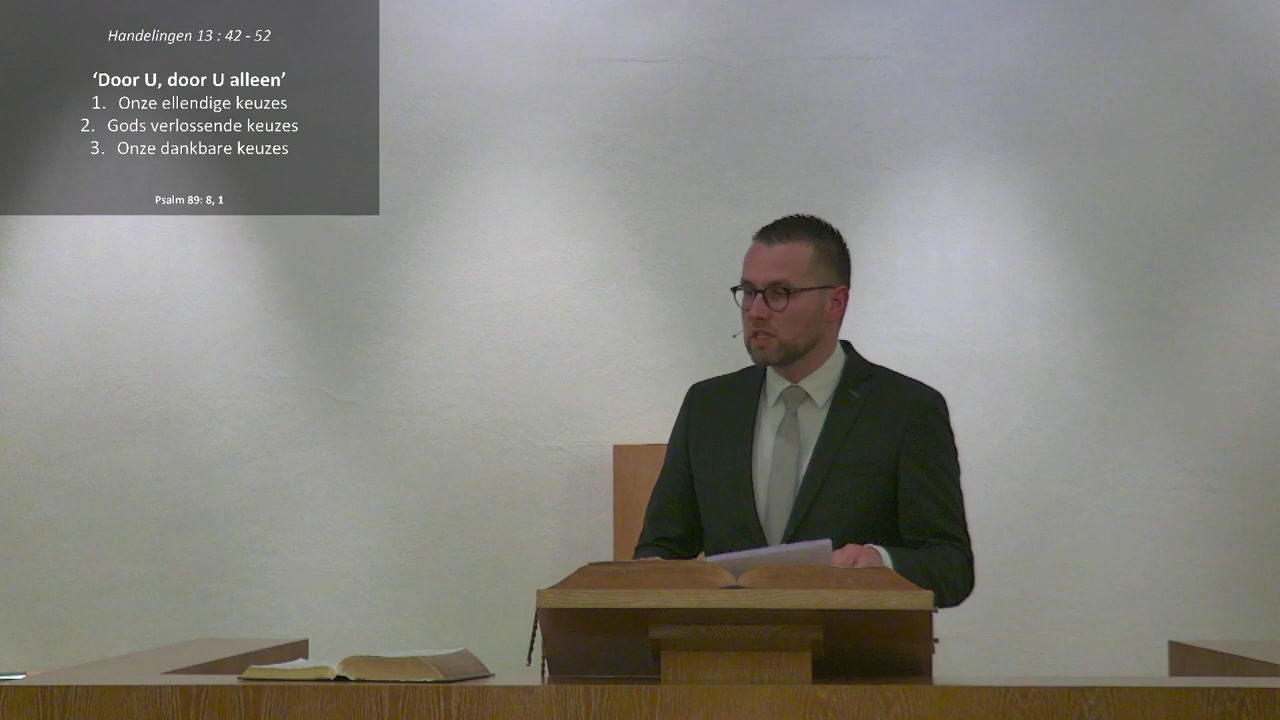 Handelingen 13 : 42 - 52
‘Door U, door U alleen’
1. Onze ellendige keuzes
2. Gods verlossende keuzes
3. Onze dankbare keuzes
Psalm 89: 8, 1